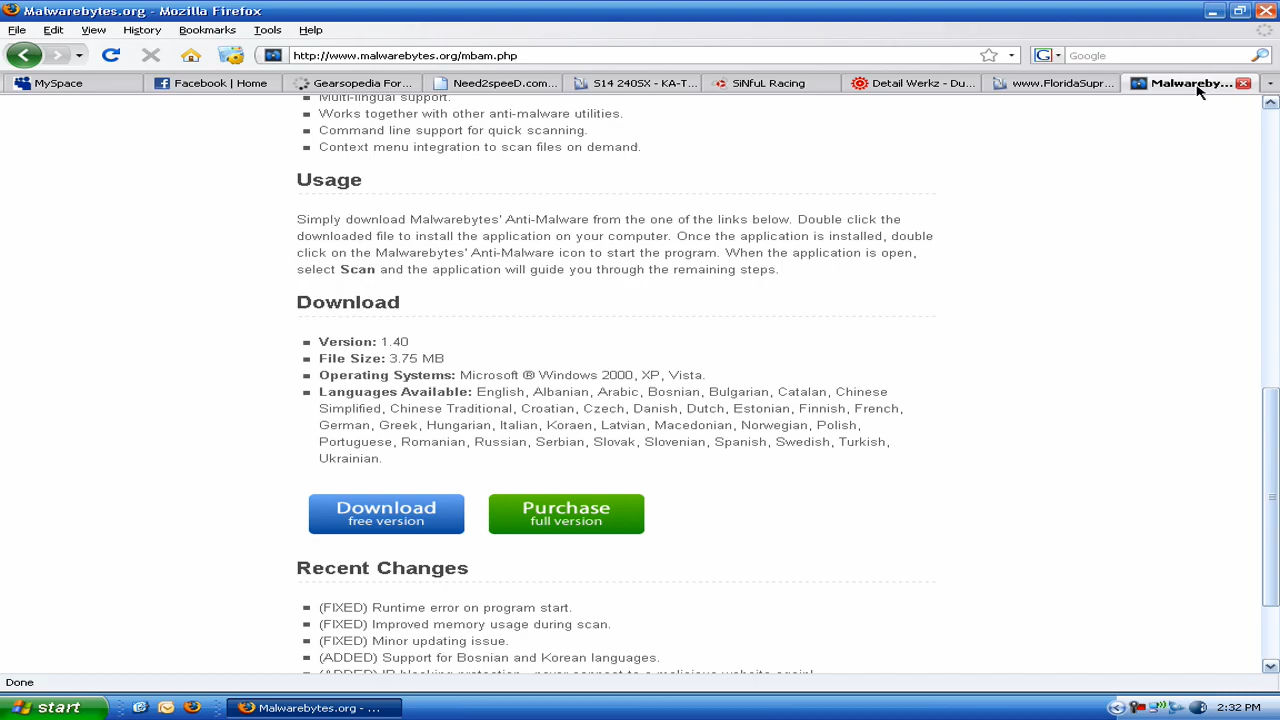 Malwarebytes.org - Mozilla Firefox
File Edit View History Bookmarks Tools Help
http://www.malwarebytes.org/mbam.php
Google
MySpace
Facebook | Home
Gearsopedia For...
Need2speeD.com...
S14 240SX - KA-T...
SiNFuL Racing
Detail Werkz - Du...
www.FloridaSupr...
Malwareby...
Multi-lingual support.
Works together with other anti-malware utilities.
Command line support for quick scanning.
Context menu integration to scan files on demand.
Usage
Simply download Malwarebytes' Anti-Malware from the one of the links below. Double click the
downloaded file to install the application on your computer. Once the application is installed, double
click on the Malwarebytes' Anti-Malware icon to start the program. When the application is open,
select Scan and the application will guide you through the remaining steps.
Download
Version: 1.40
File Size: 3.75 MB
Operating Systems: Microsoft ® Windows 2000, XP, Vista.
Languages Available: English, Albanian, Arabic, Bosnian, Bulgarian, Catalan, Chinese
Simplified, Chinese Traditional, Croatian, Czech, Danish, Dutch, Estonian, Finnish, French,
German, Greek, Hungarian, Italian, Koraen, Latvian, Macedonian, Norwegian, Polish,
Portuguese, Romanian, Russian, Serbian, Slovak, Slovenian, Spanish, Swedish, Turkish,
Ukrainian.
Download
free version
Purchase
full version
Recent Changes
(FIXED) Runtime error on program start.
(FIXED) Improved memory usage during scan.
(FIXED) Minor updating issue.
(ADDED) Support for Bosnian and Korean languages.
(ADDED) IP blocking protection - never connect to a malicious website again!
Done
start
Malwarebytes.org - ...
2:32 PM